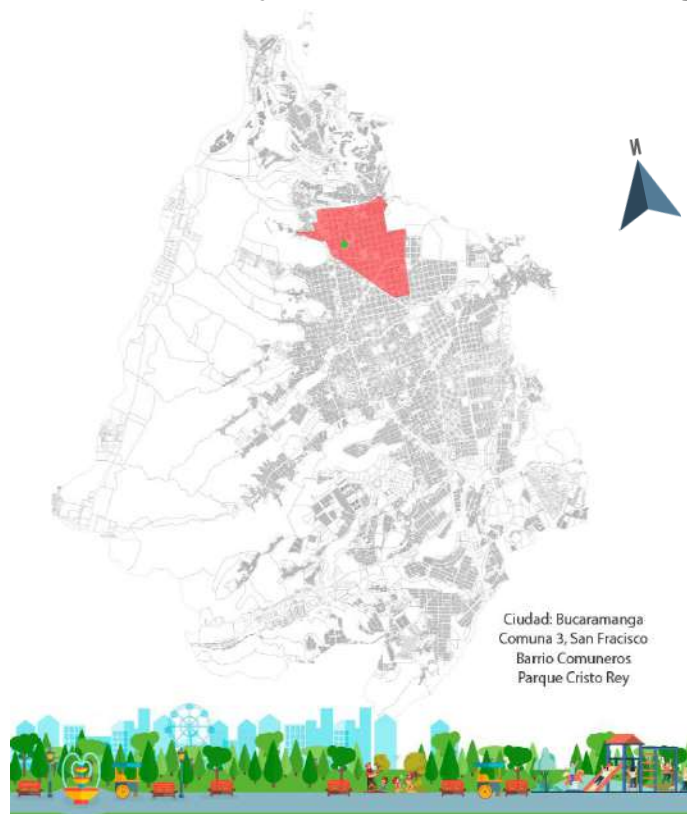 N
Ciudad: Bucaramanga
Comuna 3, San Fracisco
Barrio Comuneros
Parque Cristo Rey